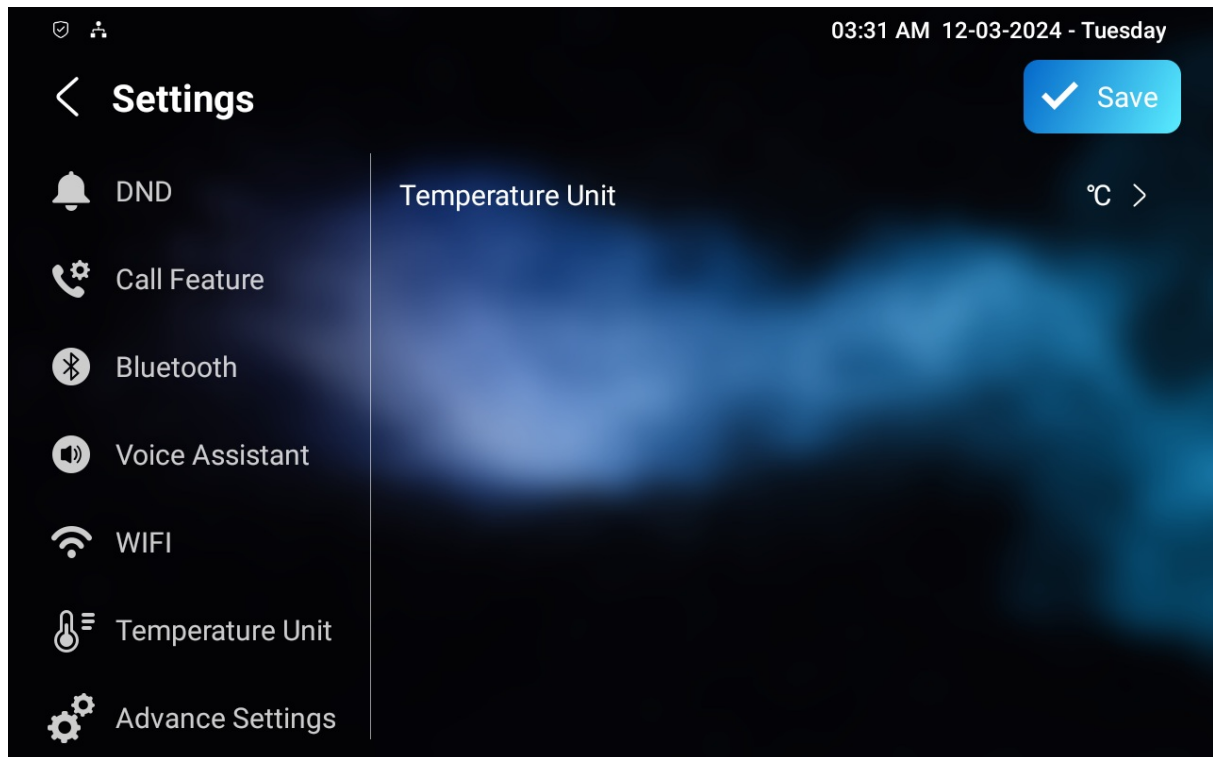 03:31 AM 12-03-2024 - Tuesday
Settings
Save
DND
Call Feature
Bluetooth
Voice Assistant
WIFI
Temperature Unit
Advance Settings
Temperature Unit ℃